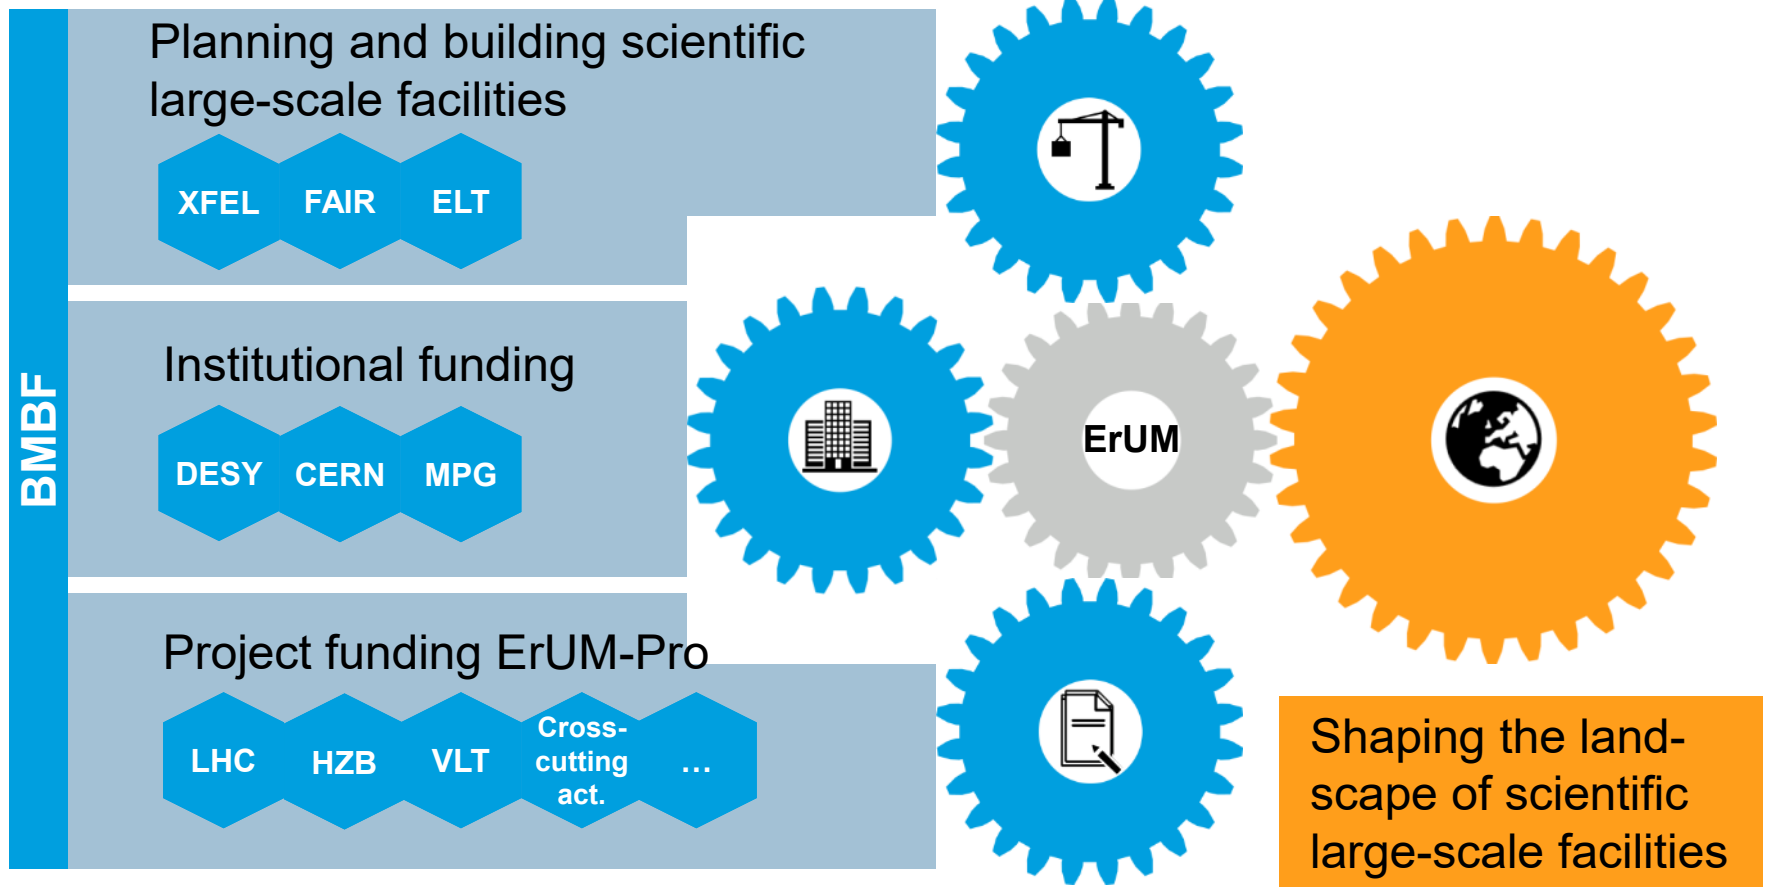 BMBF
Planning and building scientific
large-scale facilities
XFEL
FAIR
ELT
Institutional funding
DESY
CERN
MPG
ErUM
Project funding ErUM-Pro
LHC
HZB
VLT
Cross-
cutting
act.
...
Shaping the land-
scape of scientific
large-scale facilities